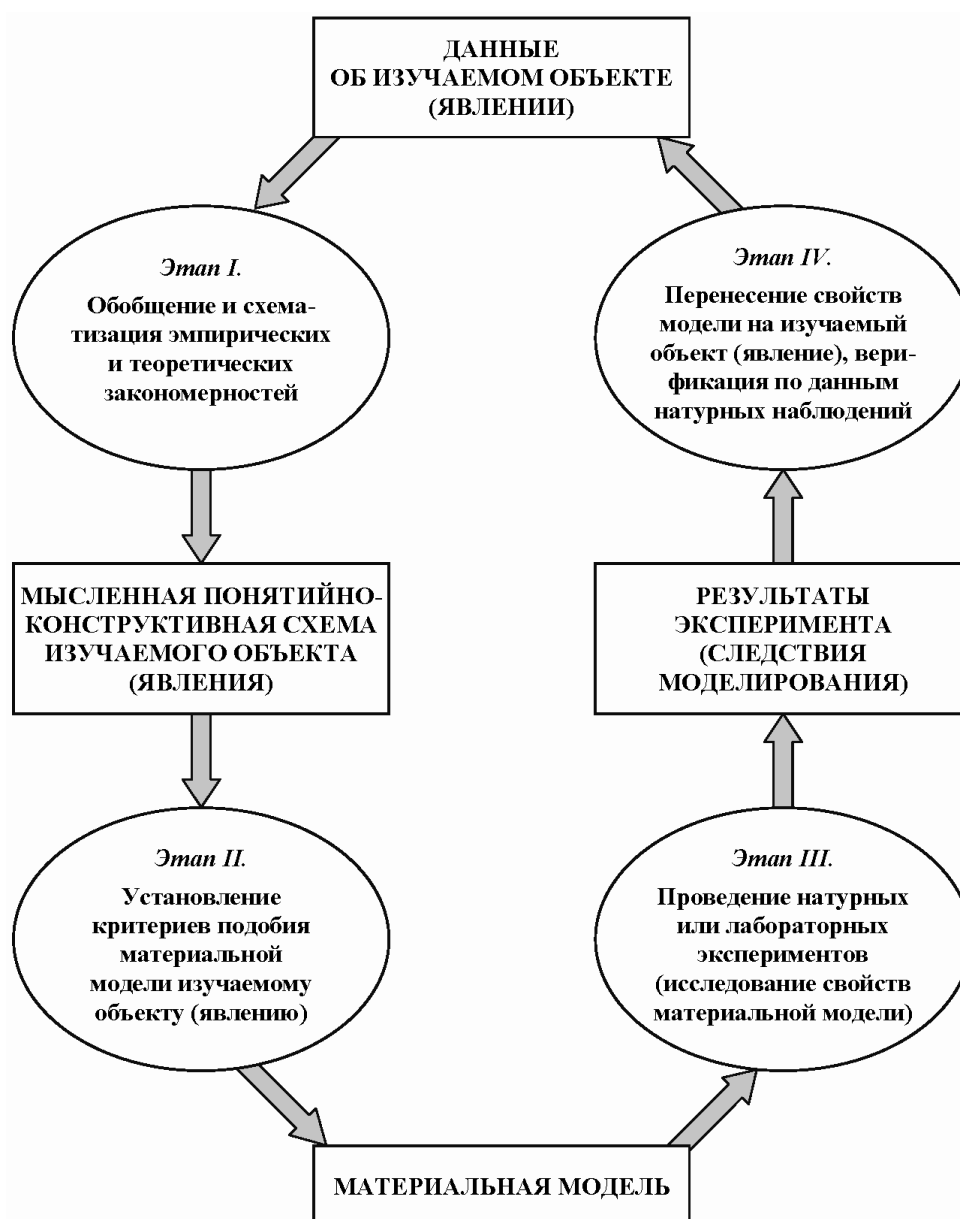 ДАННЫЕ
ОБ ИЗУЧАЕМОМ ОБЪЕКТЕ
(ЯВЛЕНИИ)
Этап I.
Обобщение и схема-
тизация эмпирических
и теоретических
закономерностей
Этап IV.
Перенесение свойств
модели на изучаемый
объект (явление), вери-
фикация по данным
натурных наблюдений
МЫСЛЕННАЯ ПОНЯТИЙНО-
КОНСТРУКТИВНАЯ СХЕМА
ИЗУЧАЕМОГО ОБЪЕКТА
(ЯВЛЕНИЯ)
РЕЗУЛЬТАТЫ
ЭКСПЕРИМЕНТА
(СЛЕДСТВИЯ
МОДЕЛИРОВАНИЯ)
Этап II.
Установление
критериев подобия
материальной
модели изучаемому
объекту (явлению)
Этап III.
Проведение натурных
или лабораторных
экспериментов
(исследование свойств
материальной модели)
МАТЕРИАЛЬНАЯ МОДЕЛЬ